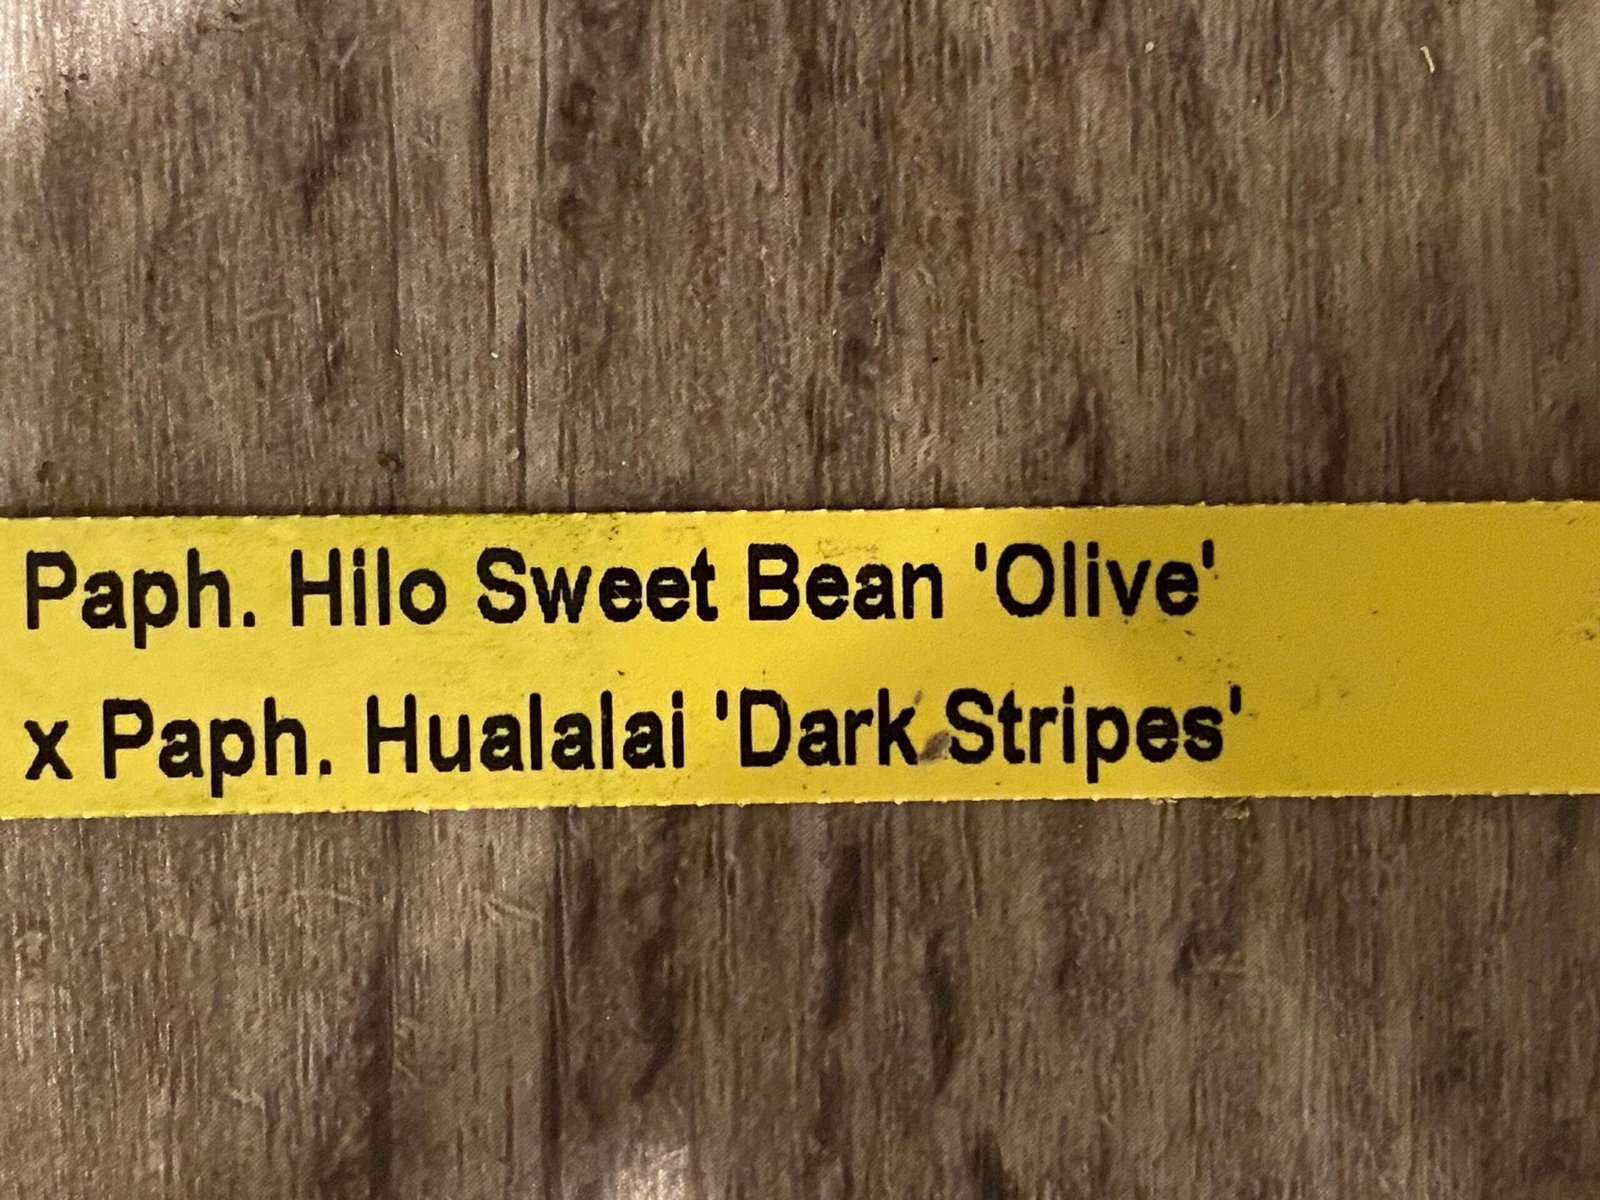 Paph. Hilo Sweet Bean 'Olive'
x Paph. Hualalai 'Dark Stripes'